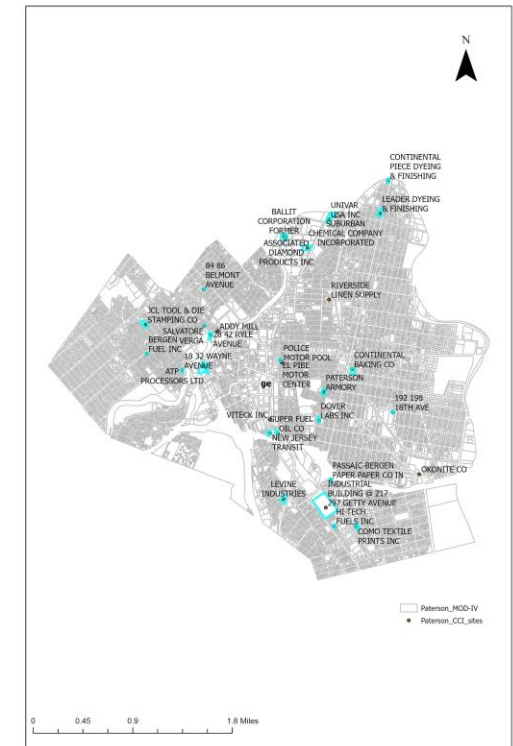 N
CONTINENTAL
PIECE DYEING
& FINISHING
LEADER DYEING
& FINISHING
UNIVAR
USA INC
SUBURBAN
CHEMICAL COMPANY
INCORPORATED
BALLIT
CORPORATION
FORMER
ASSOCIATED
DIAMOND
PRODUCTS INC
84 86
BELMONT
AVENUE
RIVERSIDE
LINEN SUPPLY
JCL TOOL & DIE
STAMPING CO
SALVATORE
VERGA
ADDY MILL
28 42 RYLE
AVENUE
BERGEN
FUEL INC
18 32 WAYNE
AVENUE
ATP
PROCESSORS LTD
POLICE
MOTOR POOL
EL PIBE
MOTOR
CENTER
CONTINENTAL
BAKING CO
ge
PATERSON
ARMORY
192 198
18TH AVE
DOVER
LABS INC
VITECK INC
SUPER FUEL
OIL CO
NEW JERSEY
TRANSIT
PASSAIC-BERGEN
PAPER PAPER CO IN
OKONITE CO
LEVINE
INDUSTRIES
INDUSTRIAL
BUILDING @ 217
297 GETTY AVENUE
HI TECH
FUELS INC
COMO TEXTILE
PRINTS INC
Paterson_MOD-IV
Paterson_CCI_sites
0 0.45 0.9 1.8 Miles